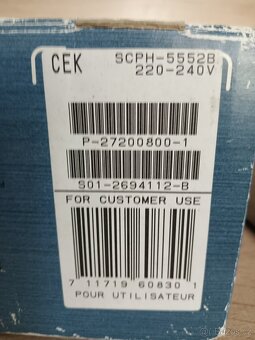 CEK
SCPH-5552B
220-240V
P-27200800-1
S01-2694112-B
FOR CUSTOMER USE
7 11719 60830 1
POUR UTILISATEUR